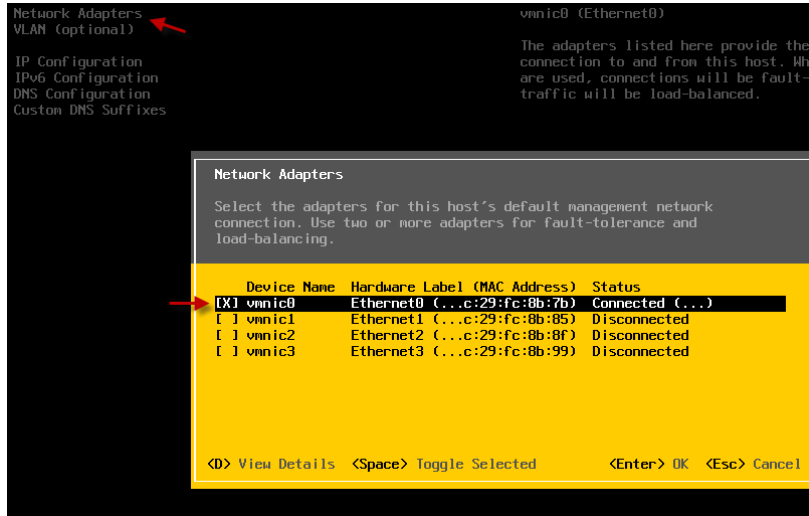 Network Adapters
VLAN (optional)
IP Configuration
IPv6 Configuration
DNS Configuration
Custom DNS Suffixes
vmnic0 (Ethernet0)
The adapters listed here provide the
connection to and from this host. Wh
are used, connections will be fault-
traffic will be load-balanced.
Network Adapters
Select the adapters for this host's default management network
connection. Use two or more adapters for fault-tolerance and
load-balancing.
Device Name Hardware Label (MAC Address) Status
[X] vmnic0 Ethernet0 (...c:29:fc:8b:7b) Connected (...)
[ ] vmnic1 Ethernet1 (...c:29:fc:8b:85) Disconnected
[ ] vmnic2 Ethernet2 (...c:29:fc:8b:8f) Disconnected
[ ] vmnic3 Ethernet3 (...c:29:fc:8b:99) Disconnected
<D> View Details <Space> Toggle Selected <Enter> OK <Esc> Cancel